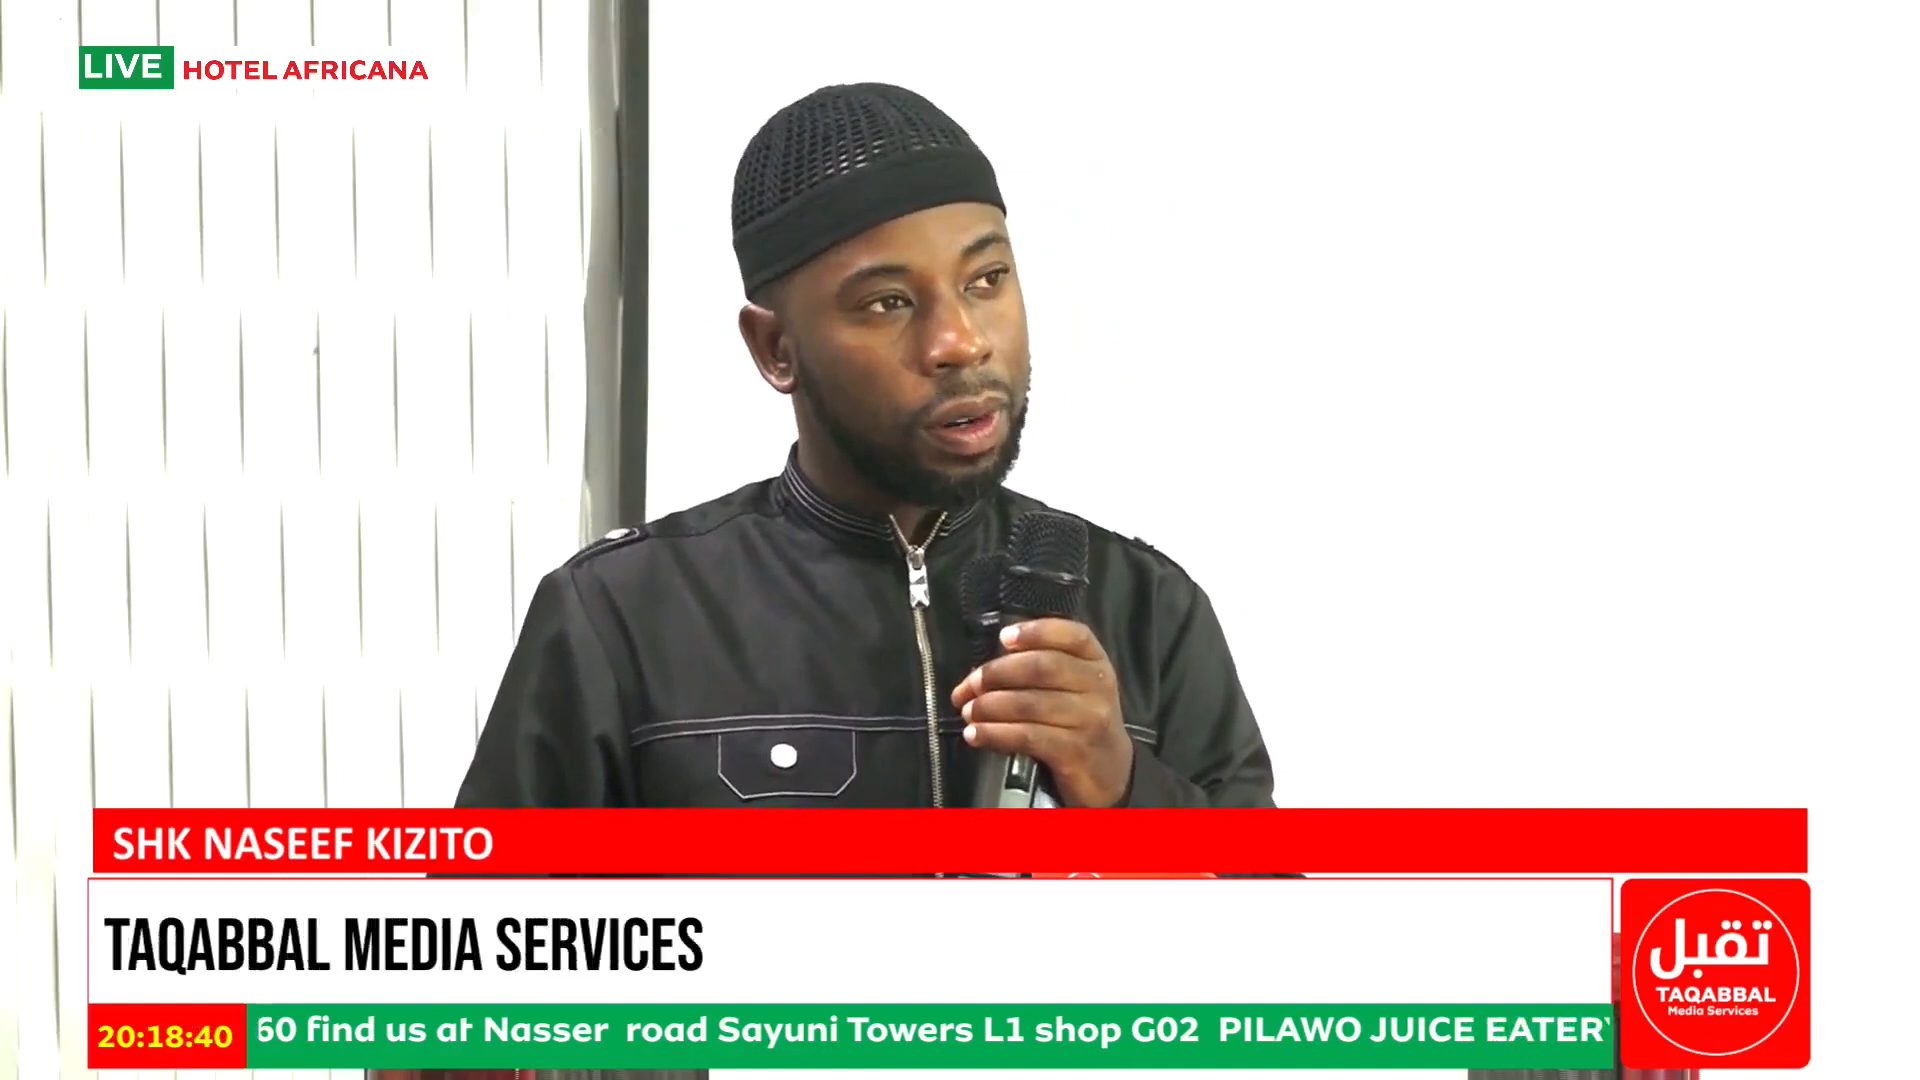 LIVE HOTEL AFRICANA
SHK NASEEF KIZITO
TAQABBAL MEDIA SERVICES
تقبل
TAQABBAL
Media Services
20:18:40 60 find us at Nasser road Sayuni Towers L1 shop G02 PILAWO JUICE EATERY